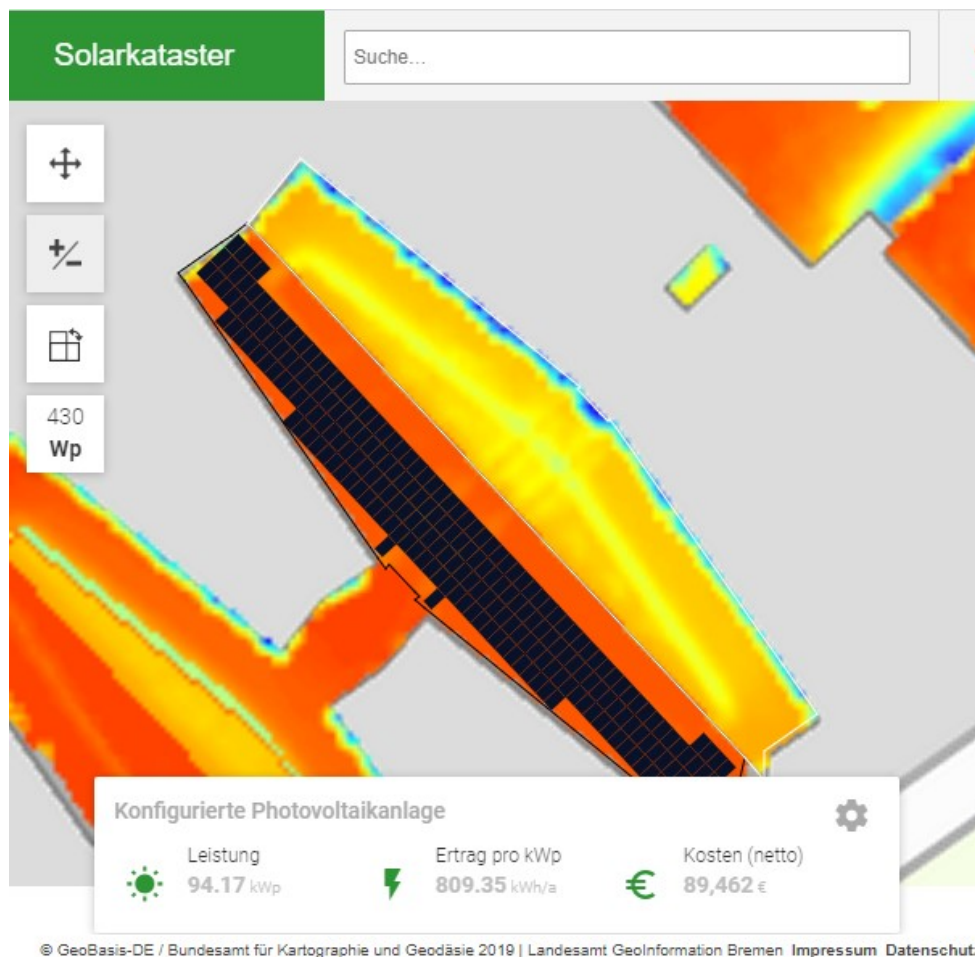 Solarkataster
Suche...
430
Wp
Konfigurierte Photovoltaikanlage
Leistung
94.17 kWp
Ertrag pro kWp
809.35 kWh/a
Kosten (netto)
89,462 €
© GeoBasis-DE / Bundesamt für Kartographie und Geodäsie 2019 | Landesamt GeoInformation Bremen Impressum Datenschut